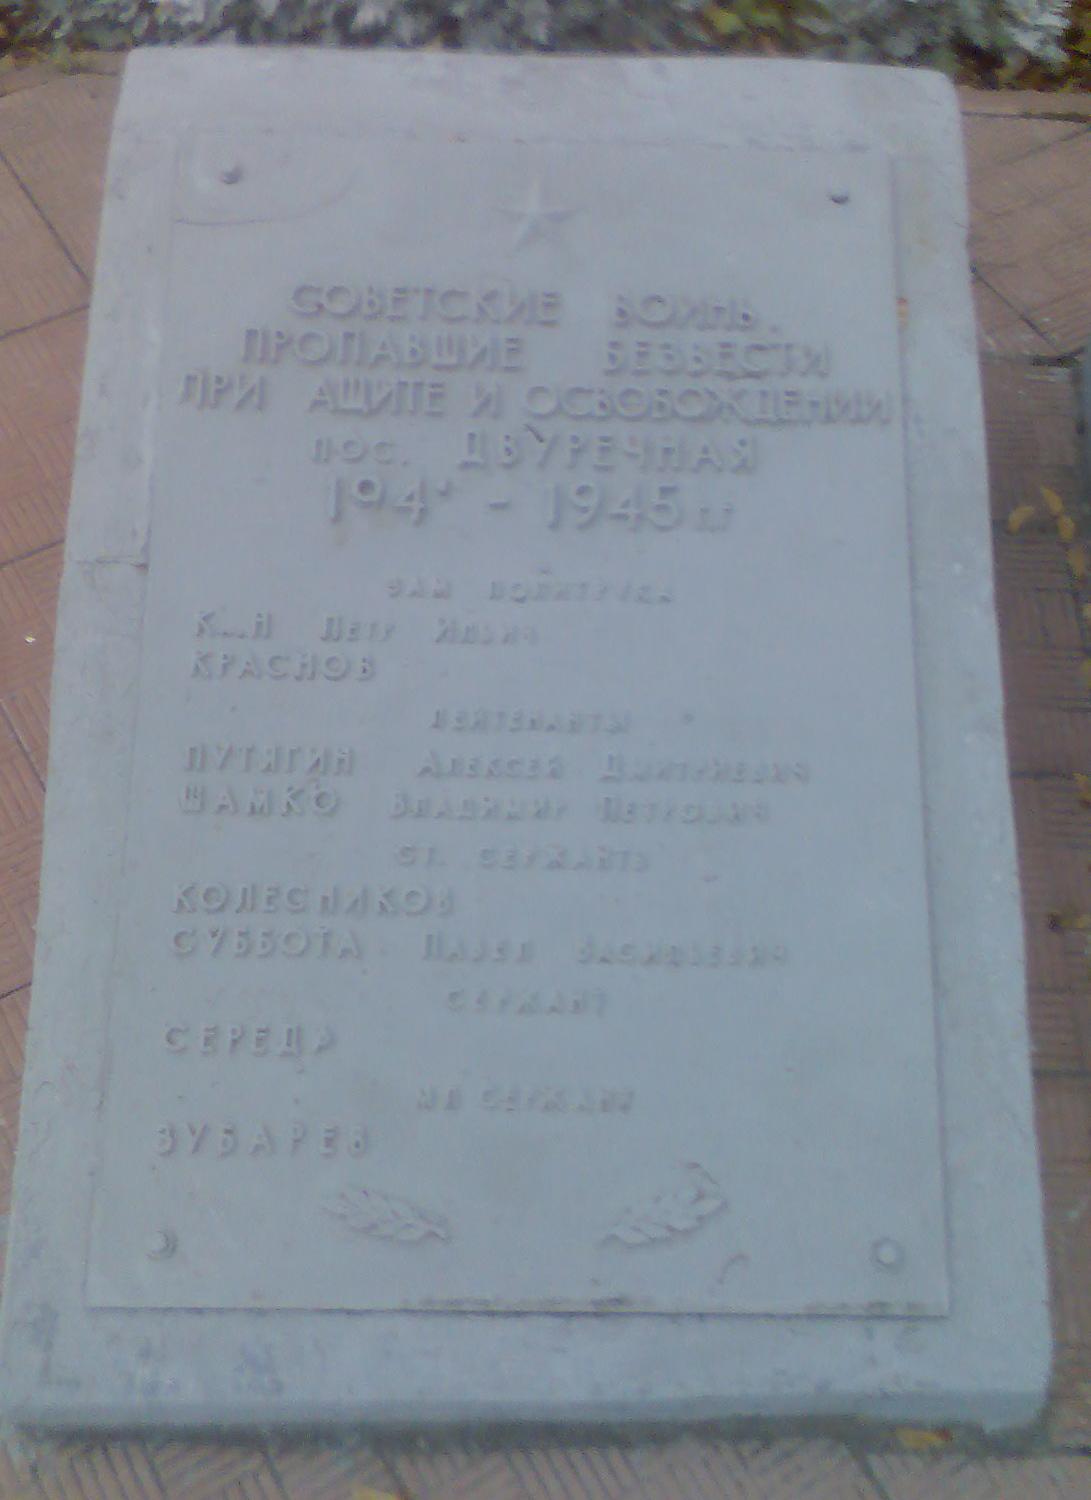 СОВЕТСКИЕ ВОИНЫ
ПРОПАВШИЕ БЕЗВЕСТИ
ПРИ АЩИТЕ И ОСВОБОЖДЕНИИ
ПОС. ДВУРЕЧНАЯ
194 - 1945 г.г
ЗАМ ПОЛИТРУКА
ПЕТР ИЛЬИЧ
КРАСНОВ
ЛЕЙТЕНАНТЫ
ПУТЯГИН АЛЕКСЕЙ ДМИТРИЕВИЧ
ШАМКО ВЛАДИМИР ПЕТРОВИЧ
СТ. СЕРЖАНТЫ
КОЛЕСНИКОВ
СУББОТА ПАВЕЛ ВАСИЛЬЕВИЧ
СЕРЖАНТ
СЕРЕДА
МЛ СЕРЖАНТ
ЗУБАРЕВ